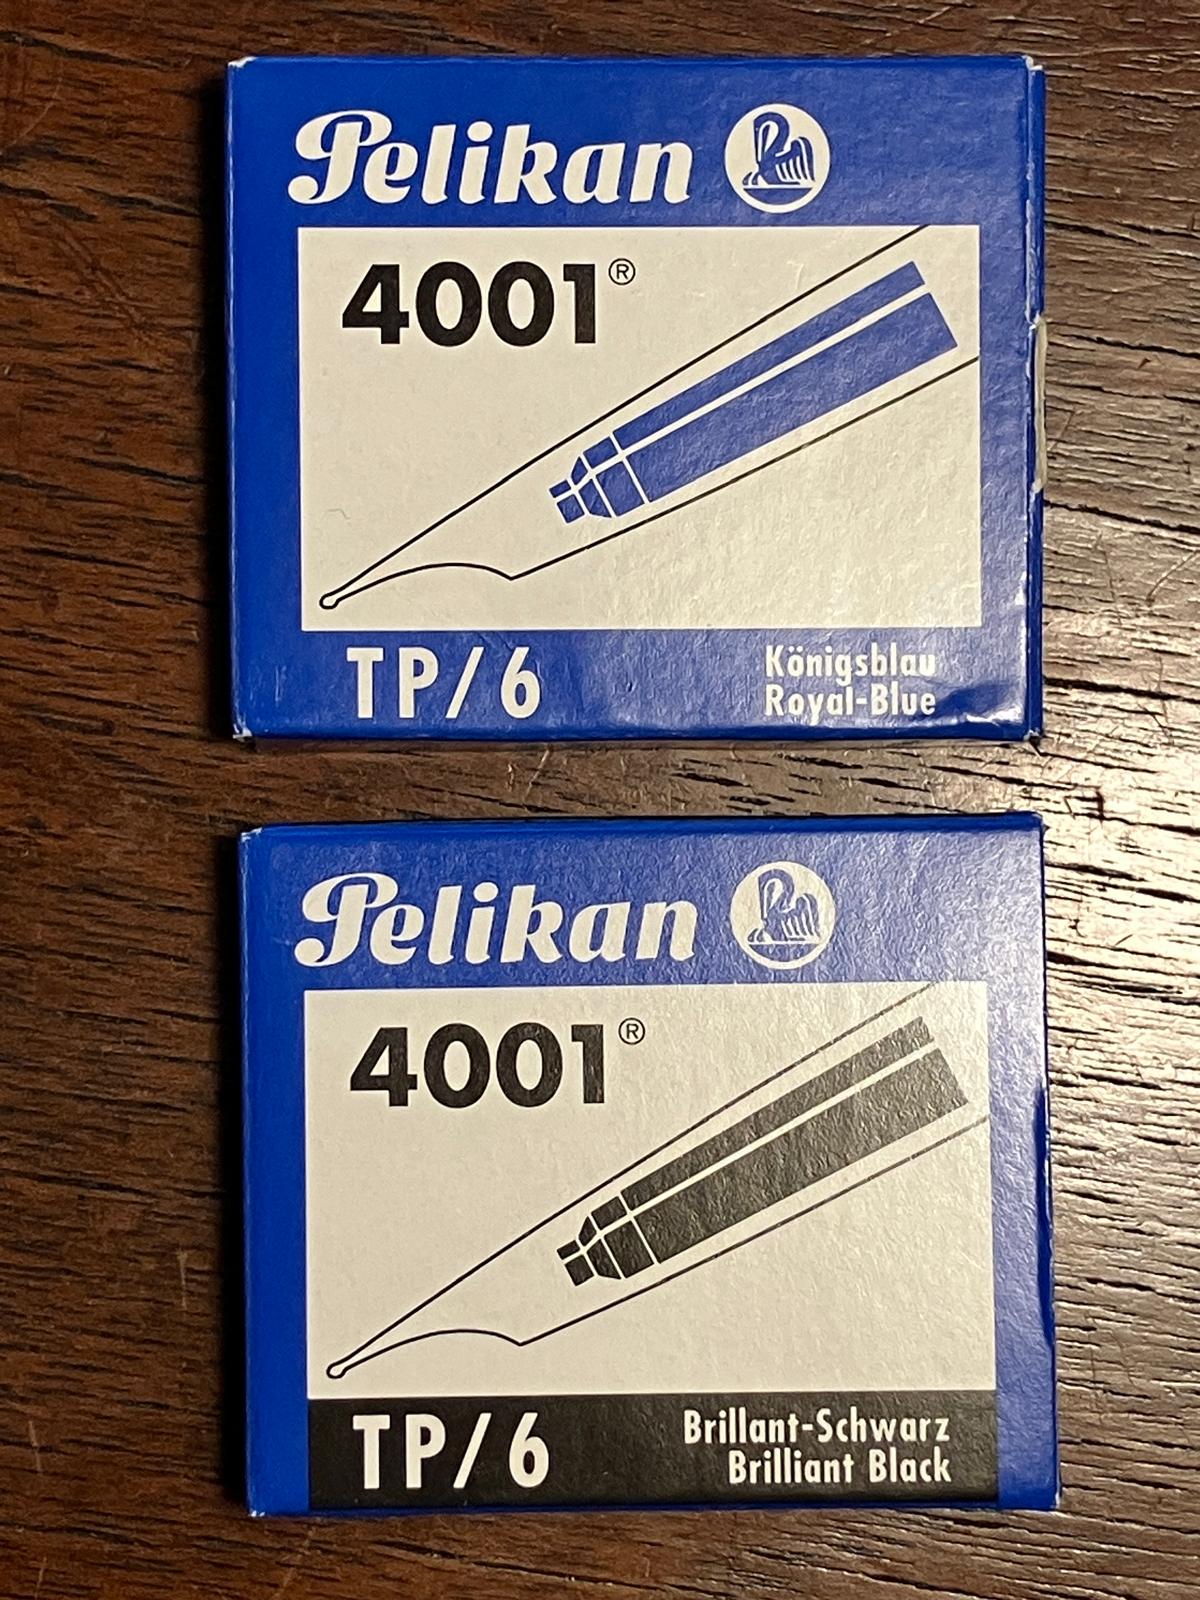 Pelikan
4001®
TP/6
Königsblau
Royal-Blue
Pelikan
4001®
TP/6
Brillant-Schwarz
Brilliant Black